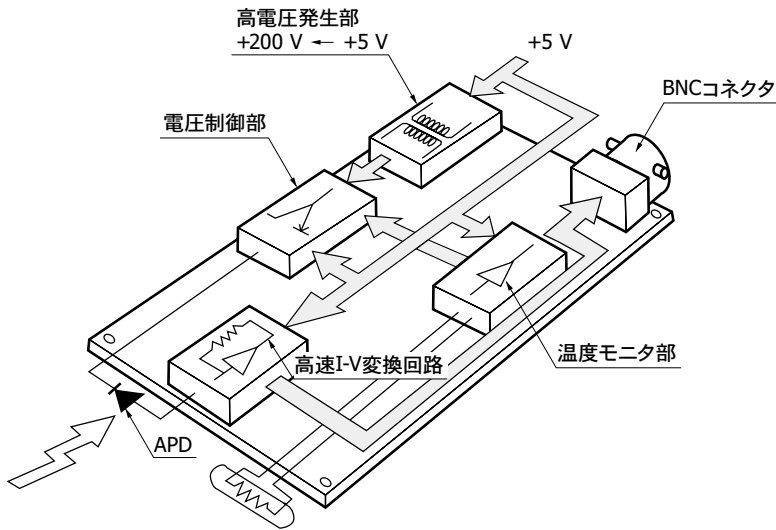 高電圧発生部
+200 V ← +5 V
+5 V
BNCコネクタ
電圧制御部
高速I-V変換回路
温度モニタ部
APD